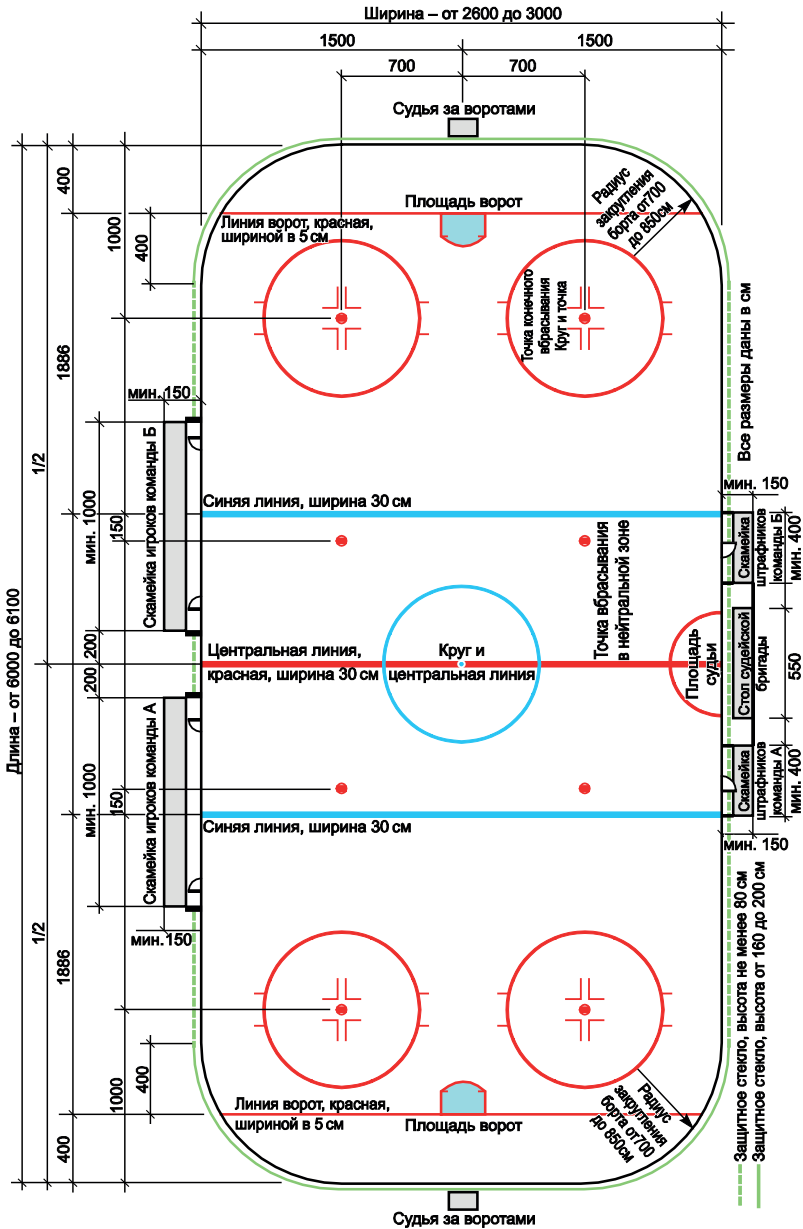 Ширина – от 2600 до 3000
1500
1500
700
700
Судья за воротами
400
1000
400
Площадь ворот
Линия ворот, красная,
шириной в 5 см
Радиус
закругления
борта от 700
до 850см
Точка конечного
вбрасывания
Круг и точка
1886
мин. 150
1/2
мин. 1000
150
Скамейка игроков команды Б
Синяя линия, ширина 30 см
Все размеры даны в см
мин. 150
Скамейка
штрафников
команды Б
мин. 400
Точка вбрасывания
в нейтральной зоне
Длина – от 6000 до 6100
200
200
Центральная линия,
красная, ширина 30 см
Круг и
центральная линия
Площадь
судьи
Стол судейской
бригады
550
Скамейка игроков команды А
мин. 1000
150
Скамейка
штрафников
команды А
мин. 400
Синяя линия, ширина 30 см
мин. 150
мин. 150
1/2
1886
1000
400
Линия ворот, красная,
шириной в 5 см
Площадь ворот
Радиус
закругления
борта от 700
до 850см
400
Защитное стекло, высота не менее 80 см
Защитное стекло, высота от 160 до 200 см
Судья за воротами